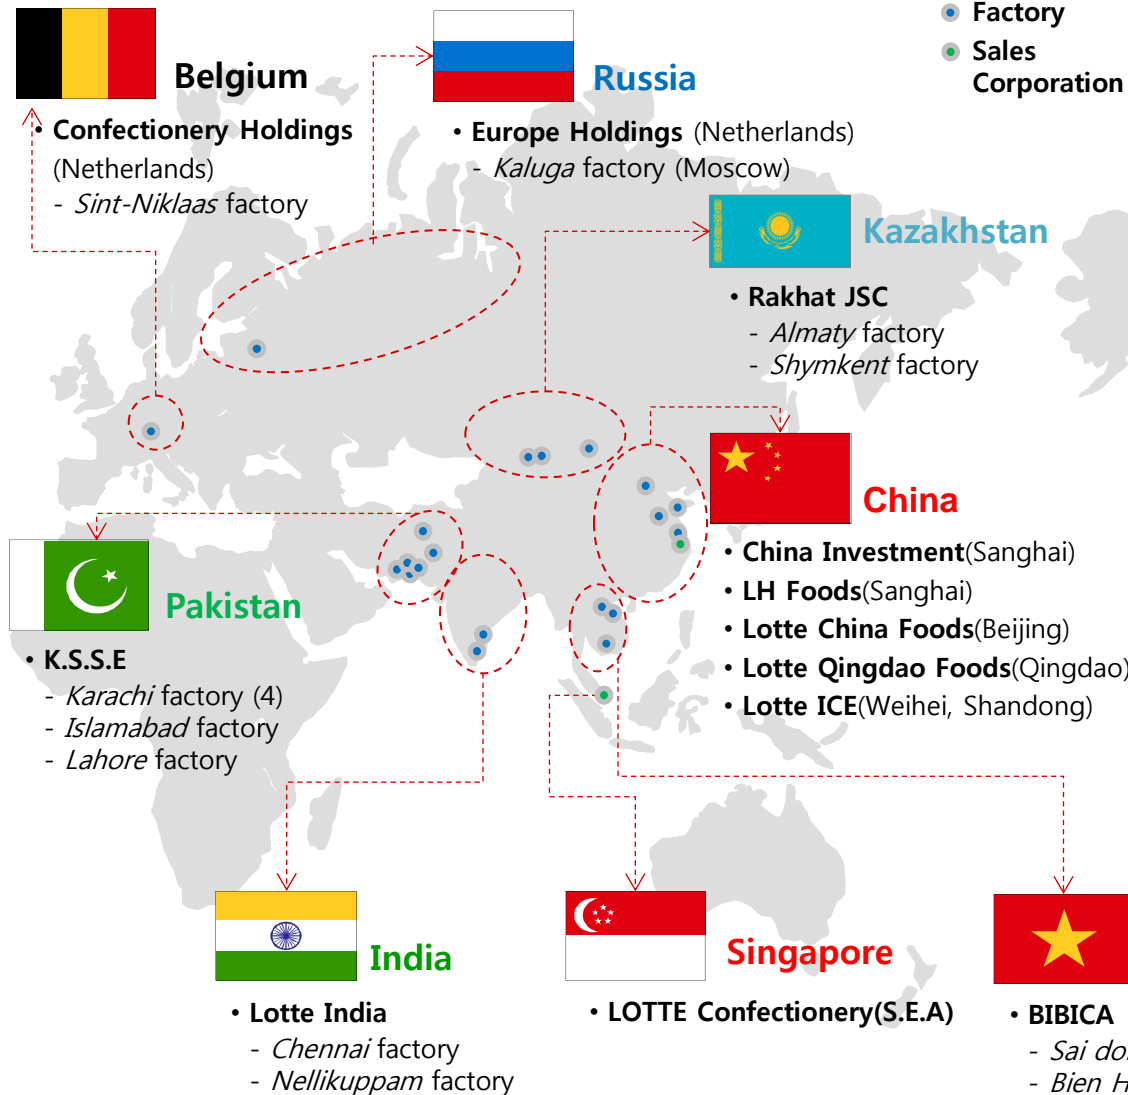 Factory
Sales
Corporation
Belgium
• Confectionery Holdings
(Netherlands)
- Sint-Niklaas factory
Russia
• Europe Holdings (Netherlands)
- Kaluga factory (Moscow)
Kazakhstan
• Rakhat JSC
- Almaty factory
- Shymkent factory
China
• China Investment(Sanghai)
• LH Foods(Sanghai)
• Lotte China Foods(Beijing)
• Lotte Qingdao Foods(Qingdao)
• Lotte ICE(Weihei, Shandong)
Pakistan
• K.S.S.E
- Karachi factory (4)
- Islamabad factory
- Lahore factory
India
• Lotte India
- Chennai factory
- Nellikuppam factory
Singapore
• LOTTE Confectionery(S.E.A)
• BIBICA
- Sai
- Bien